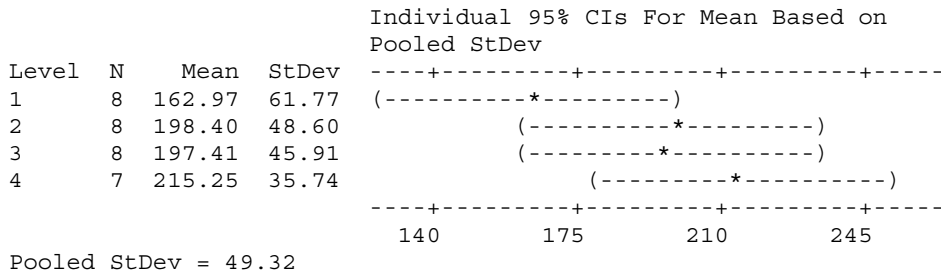 Individual 95% CIs For Mean Based on
                         Pooled StDev
Level  N    Mean  StDev  ----+---------+---------+---------+-----
1      8  162.97  61.77  (----------*---------)
2      8  198.40  48.60            (----------*---------)
3      8  197.41  45.91            (---------*----------)
4      7  215.25  35.74                 (---------*----------)
                         ----+---------+---------+---------+-----
                           140       175       210       245
Pooled StDev = 49.32